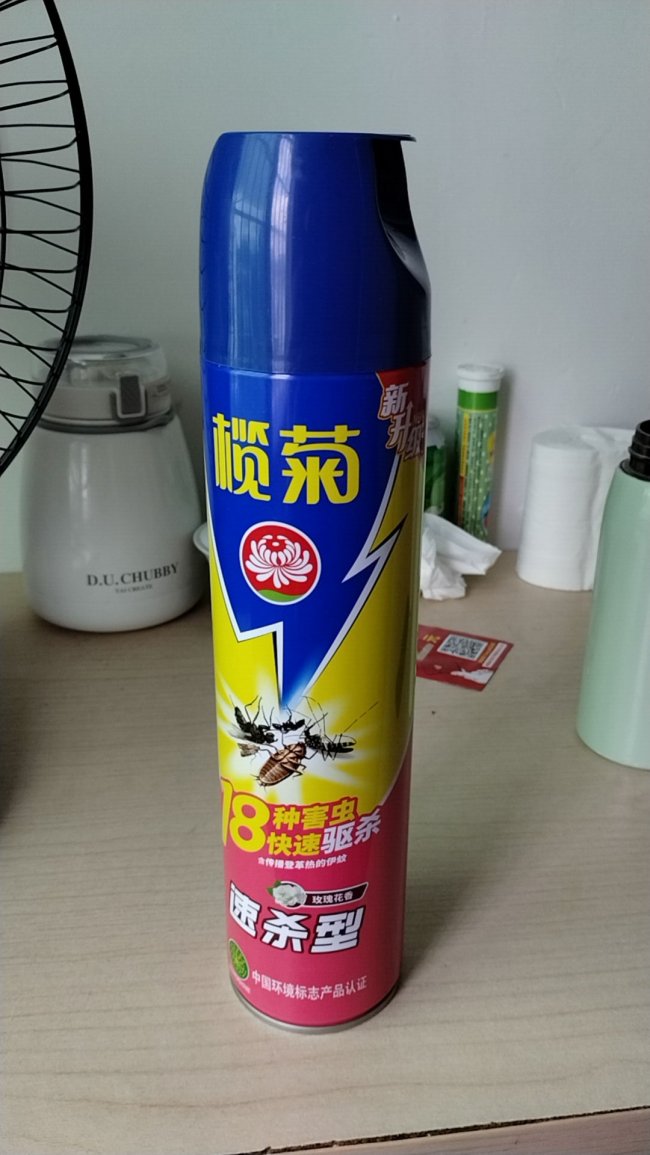 新升级
榄菊
D.U.CHUBBY
18种害虫
快速驱杀
含传播登革热的伊蚊
玫瑰花香
速杀型
中国环境标志产品认证